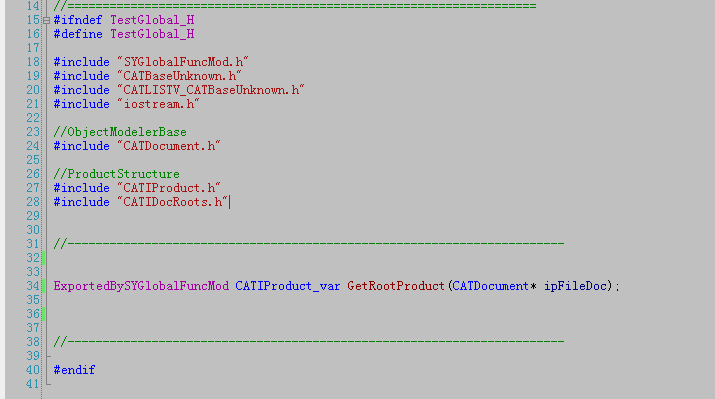 14 //===================================================================
15 #ifndef TestGlobal_H
16 #define TestGlobal_H
17
18 #include "SYGlobalFuncMod.h"
19 #include "CATBaseUnknown.h"
20 #include "CATLISTV_CATBaseUnknown.h"
21 #include "iostream.h"
22
23 //ObjectModelerBase
24 #include "CATDocument.h"
25
26 //ProductStructure
27 #include "CATIProduct.h"
28 #include "CATIDocRoots.h"
29
30
31 //-----------------------------------------------------------------------
32
33
34 ExportedBySYGlobalFuncMod CATIProduct_var GetRootProduct(CATDocument* ipFileDoc);
35
36
37
38 //-----------------------------------------------------------------------
39
40 #endif
41